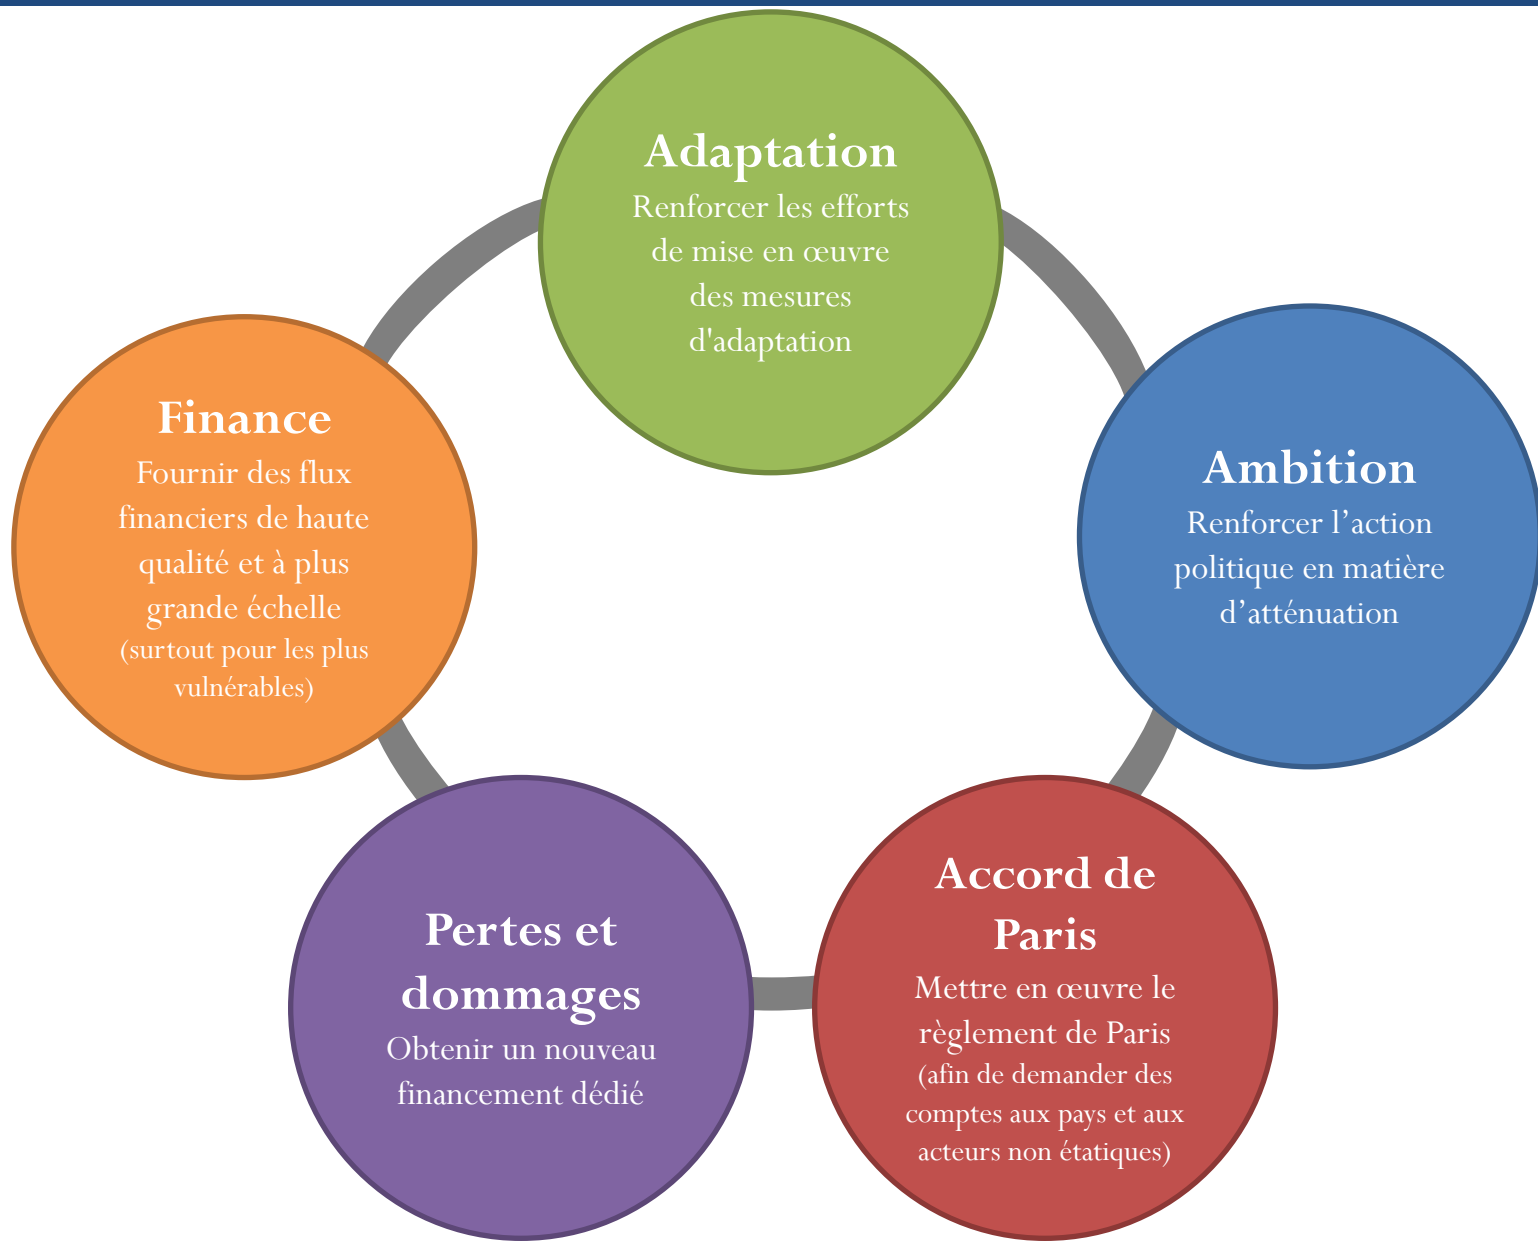 Adaptation
Renforcer les efforts
de mise en œuvre
des mesures
d'adaptation
Ambition
Renforcer l’action
politique en matière
d’atténuation
Accord de
Paris
Mettre en œuvre le
règlement de Paris
(afin de demander des
comptes aux pays et aux
acteurs non étatiques)
Pertes et
dommages
Obtenir un nouveau
financement dédié
Finance
Fournir des flux
financiers de haute
qualité et à plus
grande échelle
(surtout pour les plus
vulnérables)